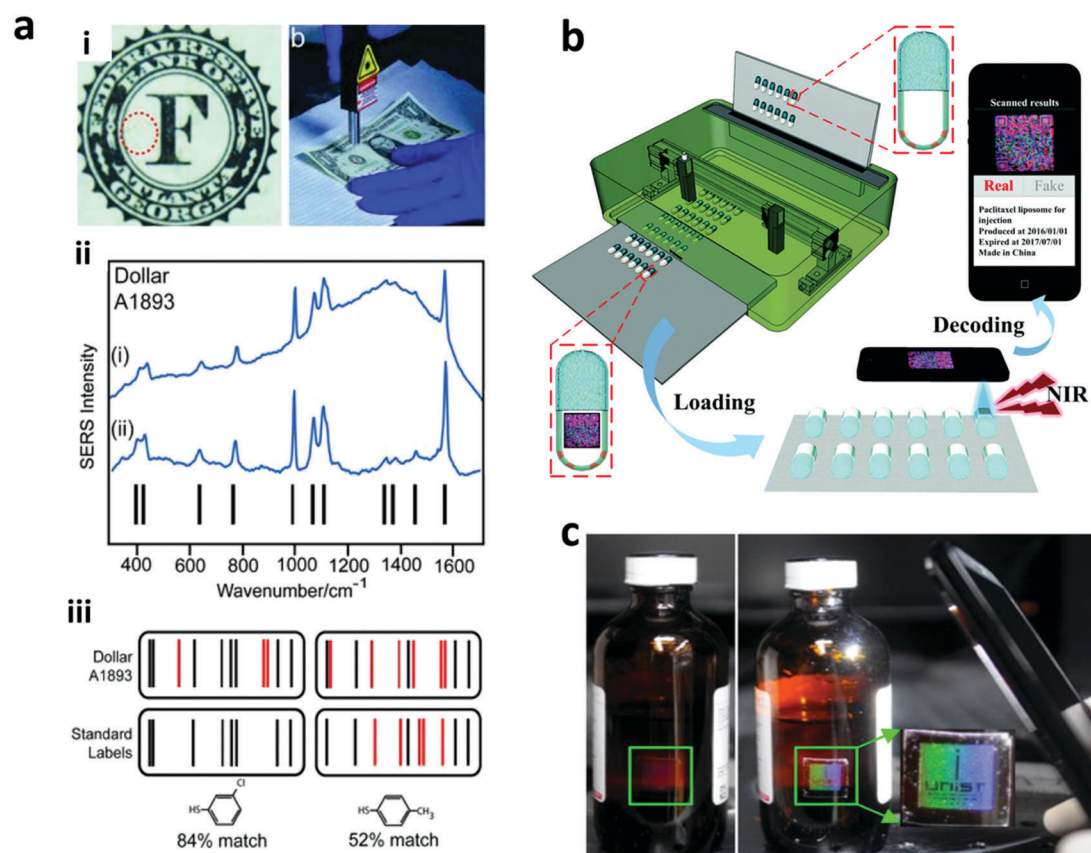 a
i
FEDERAL RESERVE
BANK OF
F
ATLANTA
GEORGIA
b
ii
Dollar
A1893
(i)
(ii)
SERS Intensity
400 600 800 1000 1200 1400 1600
Wavenumber/cm⁻¹
iii
Dollar
A1893
Standard
Labels
Cl
HS
84% match
HS CH₃
52% match
b
Scanned results
Real Fake
Paclitaxel liposome for
injection
Produced at 2016/01/01
Expired at 2017/07/01
Made in China
Decoding
NIR
Loading
c
UNIST